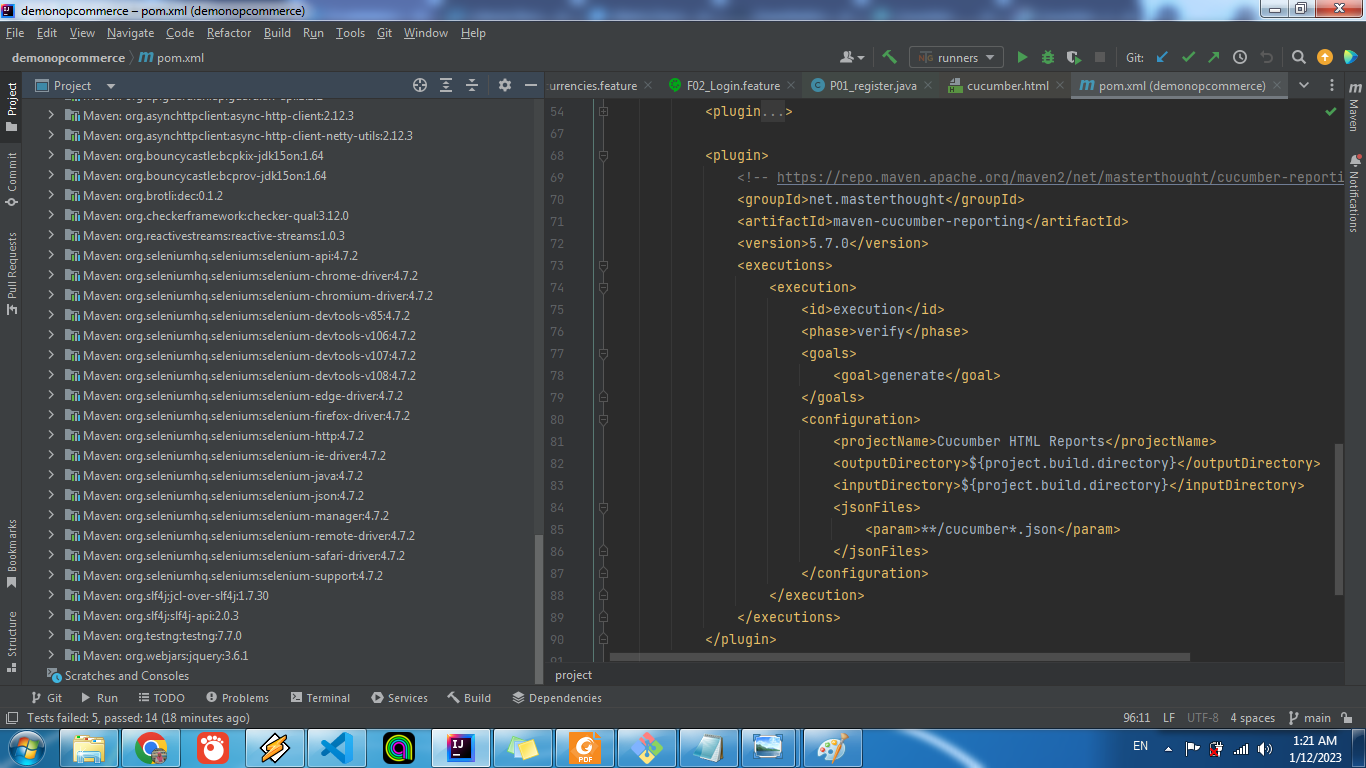 demonopcommerce – pom.xml (demonopcommerce)
File Edit View Navigate Code Refactor Build Run Tools Git Window Help
demonopcommerce pom.xml
runners Git:
Project
urrencies.feature F02_Login.feature P01_register.java cucumber.html pom.xml (demonopcommerce)
Project
Commit
Pull Requests
Bookmarks
Structure
Maven: org.asynchttpclient:async-http-client:2.12.3
Maven: org.asynchttpclient:async-http-client-netty-utils:2.12.3
Maven: org.bouncycastle:bcpkix-jdk15on:1.64
Maven: org.bouncycastle:bcprov-jdk15on:1.64
Maven: org.brotli:dec:0.1.2
Maven: org.checkerframework:checker-qual:3.12.0
Maven: org.reactivestreams:reactive-streams:1.0.3
Maven: org.seleniumhq.selenium:selenium-api:4.7.2
Maven: org.seleniumhq.selenium:selenium-chrome-driver:4.7.2
Maven: org.seleniumhq.selenium:selenium-chromium-driver:4.7.2
Maven: org.seleniumhq.selenium:selenium-devtools-v85:4.7.2
Maven: org.seleniumhq.selenium:selenium-devtools-v106:4.7.2
Maven: org.seleniumhq.selenium:selenium-devtools-v107:4.7.2
Maven: org.seleniumhq.selenium:selenium-devtools-v108:4.7.2
Maven: org.seleniumhq.selenium:selenium-edge-driver:4.7.2
Maven: org.seleniumhq.selenium:selenium-firefox-driver:4.7.2
Maven: org.seleniumhq.selenium:selenium-http:4.7.2
Maven: org.seleniumhq.selenium:selenium-ie-driver:4.7.2
Maven: org.seleniumhq.selenium:selenium-java:4.7.2
Maven: org.seleniumhq.selenium:selenium-json:4.7.2
Maven: org.seleniumhq.selenium:selenium-manager:4.7.2
Maven: org.seleniumhq.selenium:selenium-remote-driver:4.7.2
Maven: org.seleniumhq.selenium:selenium-safari-driver:4.7.2
Maven: org.seleniumhq.selenium:selenium-support:4.7.2
Maven: org.slf4j:jcl-over-slf4j:1.7.30
Maven: org.slf4j:slf4j-api:2.0.3
Maven: org.testng:testng:7.7.0
Maven: org.webjars:jquery:3.6.1
Scratches and Consoles
54 <plugin...>
67
68 <plugin>
69 <!-- https://repo.maven.apache.org/maven2/net/masterthought/cucumber-reporti
70 <groupId>net.masterthought</groupId>
71 <artifactId>maven-cucumber-reporting</artifactId>
72 <version>5.7.0</version>
73 <executions>
74 <execution>
75 <id>execution</id>
76 <phase>verify</phase>
77 <goals>
78 <goal>generate</goal>
79 </goals>
80 <configuration>
81 <projectName>Cucumber HTML Reports</projectName>
82 <outputDirectory>${project.build.directory}</outputDirectory>
83 <inputDirectory>${project.build.directory}</inputDirectory>
84 <jsonFiles>
85 <param>**/cucumber*.json</param>
86 </jsonFiles>
87 </configuration>
88 </execution>
89 </executions>
90 </plugin>
project
Maven
Notifications
Git Run TODO Problems Terminal Services Build Dependencies
Tests failed: 5, passed: 14 (18 minutes ago)
96:11 LF UTF-8 4 spaces main
PDF
EN
1:21 AM
1/12/2023